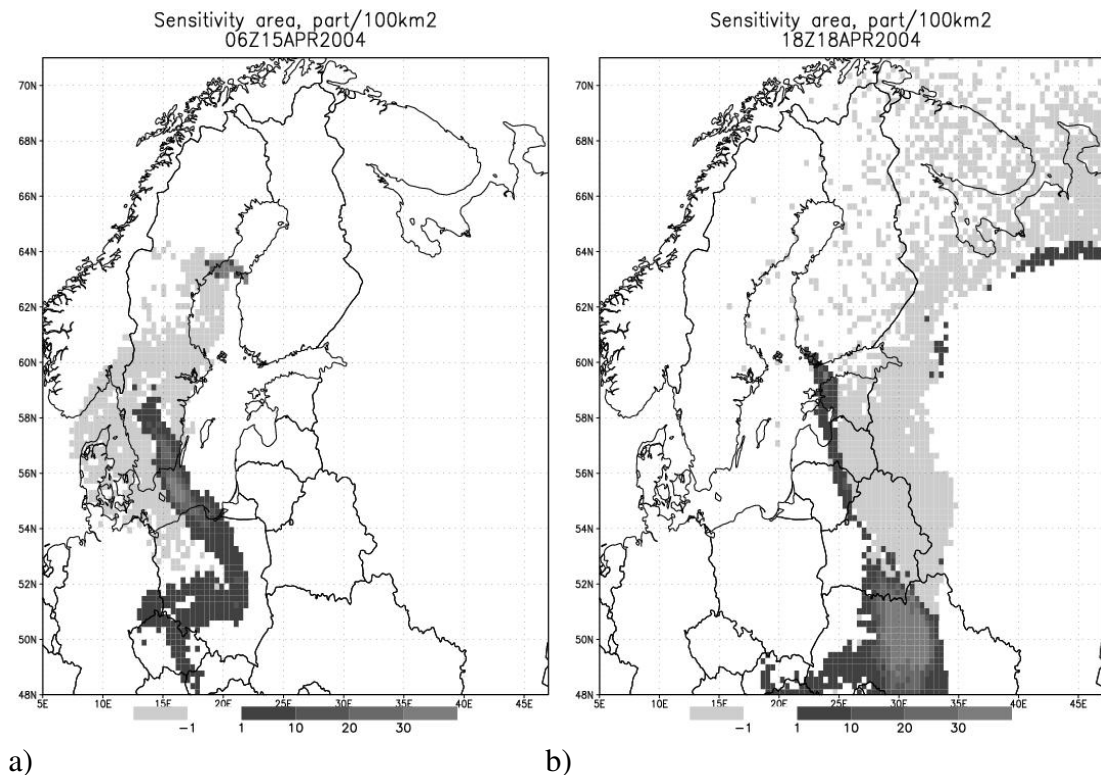 Sensitivity area, part/100km2
06Z15APR2004
70N
68N
66N
64N
62N
60N
58N
56N
54N
52N
50N
48N
5E 10E 15E 20E 25E 30E 35E 40E 45E
-1 1 10 20 30
a)
Sensitivity area, part/100km2
18Z18APR2004
70N
68N
66N
64N
62N
60N
58N
56N
54N
52N
50N
48N
5E 10E 15E 20E 25E 30E 35E 40E 45E
-1 1 10 20 30
b)